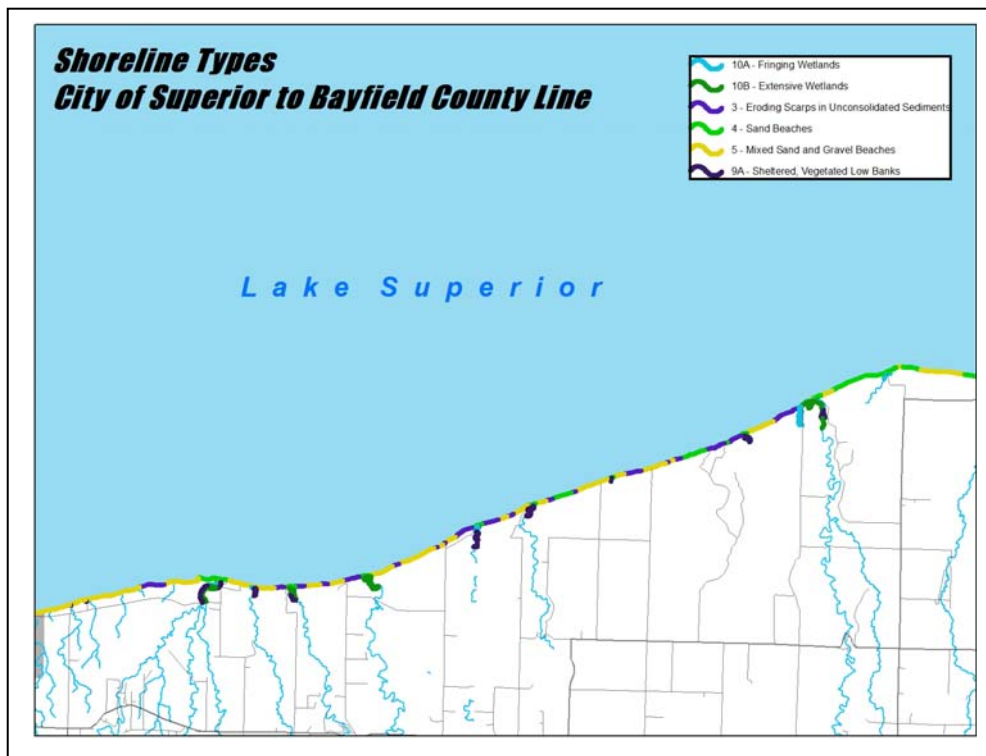 Shoreline Types
City of Superior to Bayfield County Line
10A - Fringing Wetlands
10B - Extensive Wetlands
3 - Eroding Scarps in Unconsolidated Sediments
4 - Sand Beaches
5 - Mixed Sand and Gravel Beaches
9A - Sheltered, Vegetated Low Banks
Lake Superior